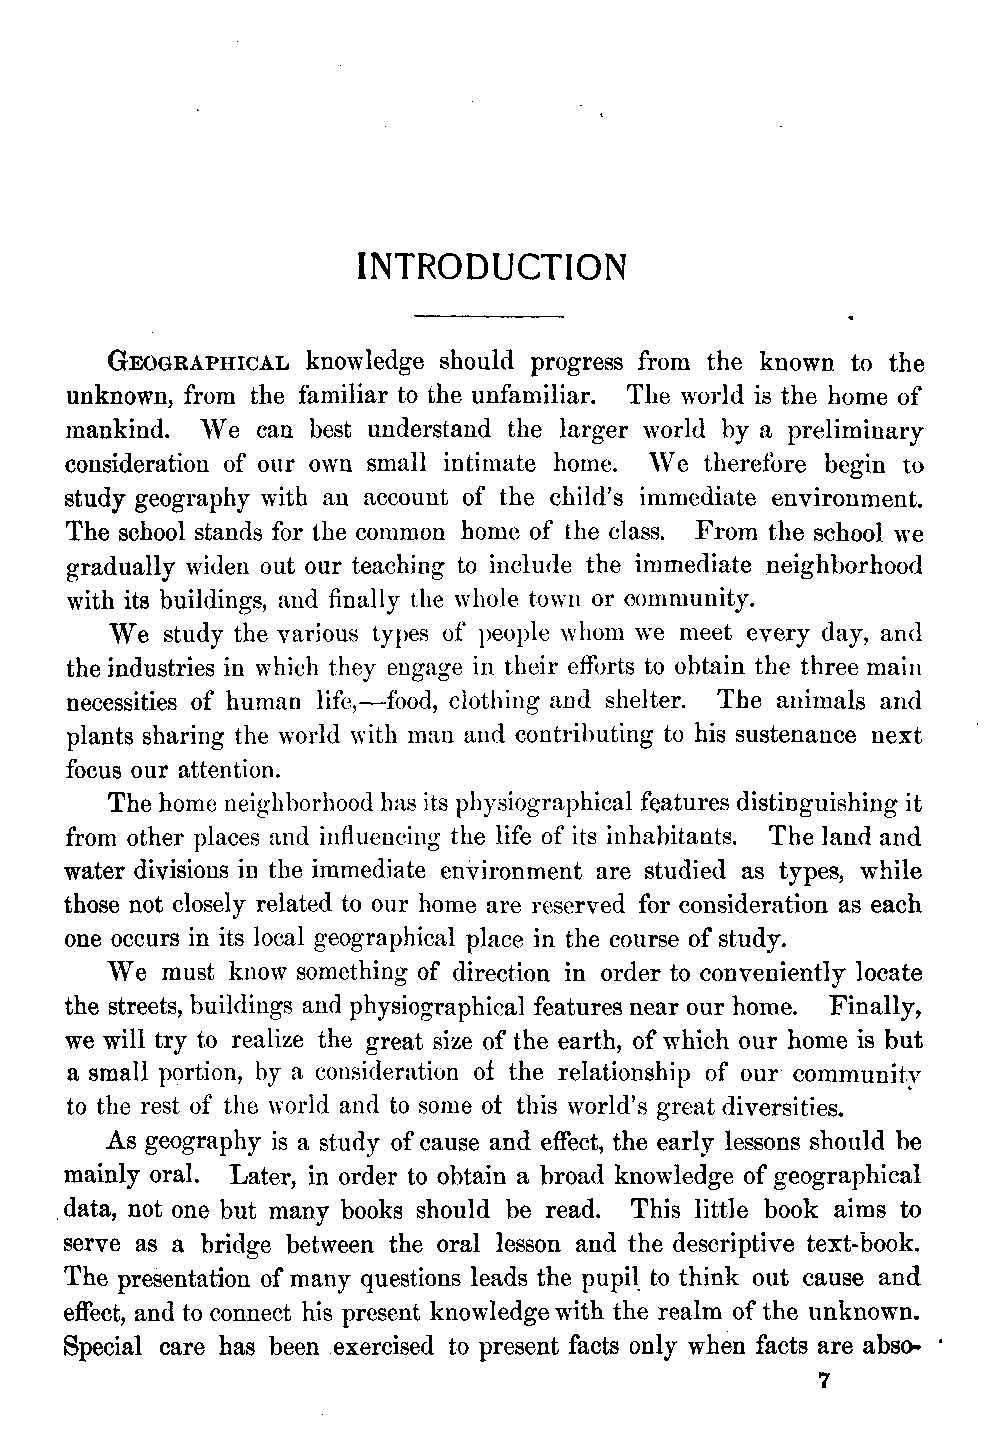 INTRODUCTION
GEOGRAPHICAL knowledge should progress from the known to the
unknown, from the familiar to the unfamiliar. The world is the home of
mankind. We can best understand the larger world by a preliminary
consideration of our own small intimate home. We therefore begin to
study geography with an account of the child's immediate environment.
The school stands for the common home of the class. From the school we
gradually widen out our teaching to include the immediate neighborhood
with its buildings, and finally the whole town or community.
We study the various types of people whom we meet every day, and
the industries in which they engage in their efforts to obtain the three main
necessities of human life,—food, clothing and shelter. The animals and
plants sharing the world with man and contributing to his sustenance next
focus our attention.
The home neighborhood has its physiographical features distinguishing it
from other places and influencing the life of its inhabitants. The land and
water divisions in the immediate environment are studied as types, while
those not closely related to our home are reserved for consideration as each
one occurs in its local geographical place in the course of study.
We must know something of direction in order to conveniently locate
the streets, buildings and physiographical features near our home. Finally,
we will try to realize the great size of the earth, of which our home is but
a small portion, by a consideration of the relationship of our community
to the rest of the world and to some of this world's great diversities.
As geography is a study of cause and effect, the early lessons should be
mainly oral. Later, in order to obtain a broad knowledge of geographical
data, not one but many books should be read. This little book aims to
serve as a bridge between the oral lesson and the descriptive text-book.
The presentation of many questions leads the pupil to think out cause and
effect, and to connect his present knowledge with the realm of the unknown.
Special care has been exercised to present facts only when facts are abso-
7